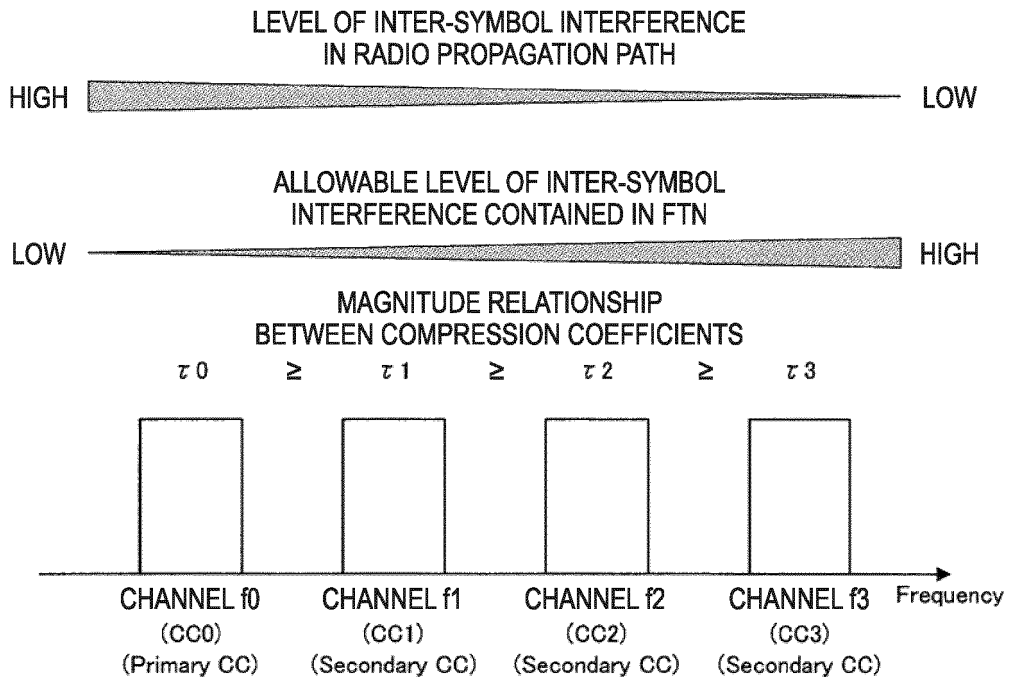 LEVEL OF INTER-SYMBOL INTERFERENCE
IN RADIO PROPAGATION PATH
HIGH LOW
ALLOWABLE LEVEL OF INTER-SYMBOL
INTERFERENCE CONTAINED IN FTN
LOW HIGH
MAGNITUDE RELATIONSHIP
BETWEEN COMPRESSION COEFFICIENTS
τ0 ≥ τ1 ≥ τ2 ≥ τ3
CHANNEL f0 CHANNEL f1 CHANNEL f2 CHANNEL f3 Frequency
(CC0) (CC1) (CC2) (CC3)
(Primary CC) (Secondary CC) (Secondary CC) (Secondary CC)